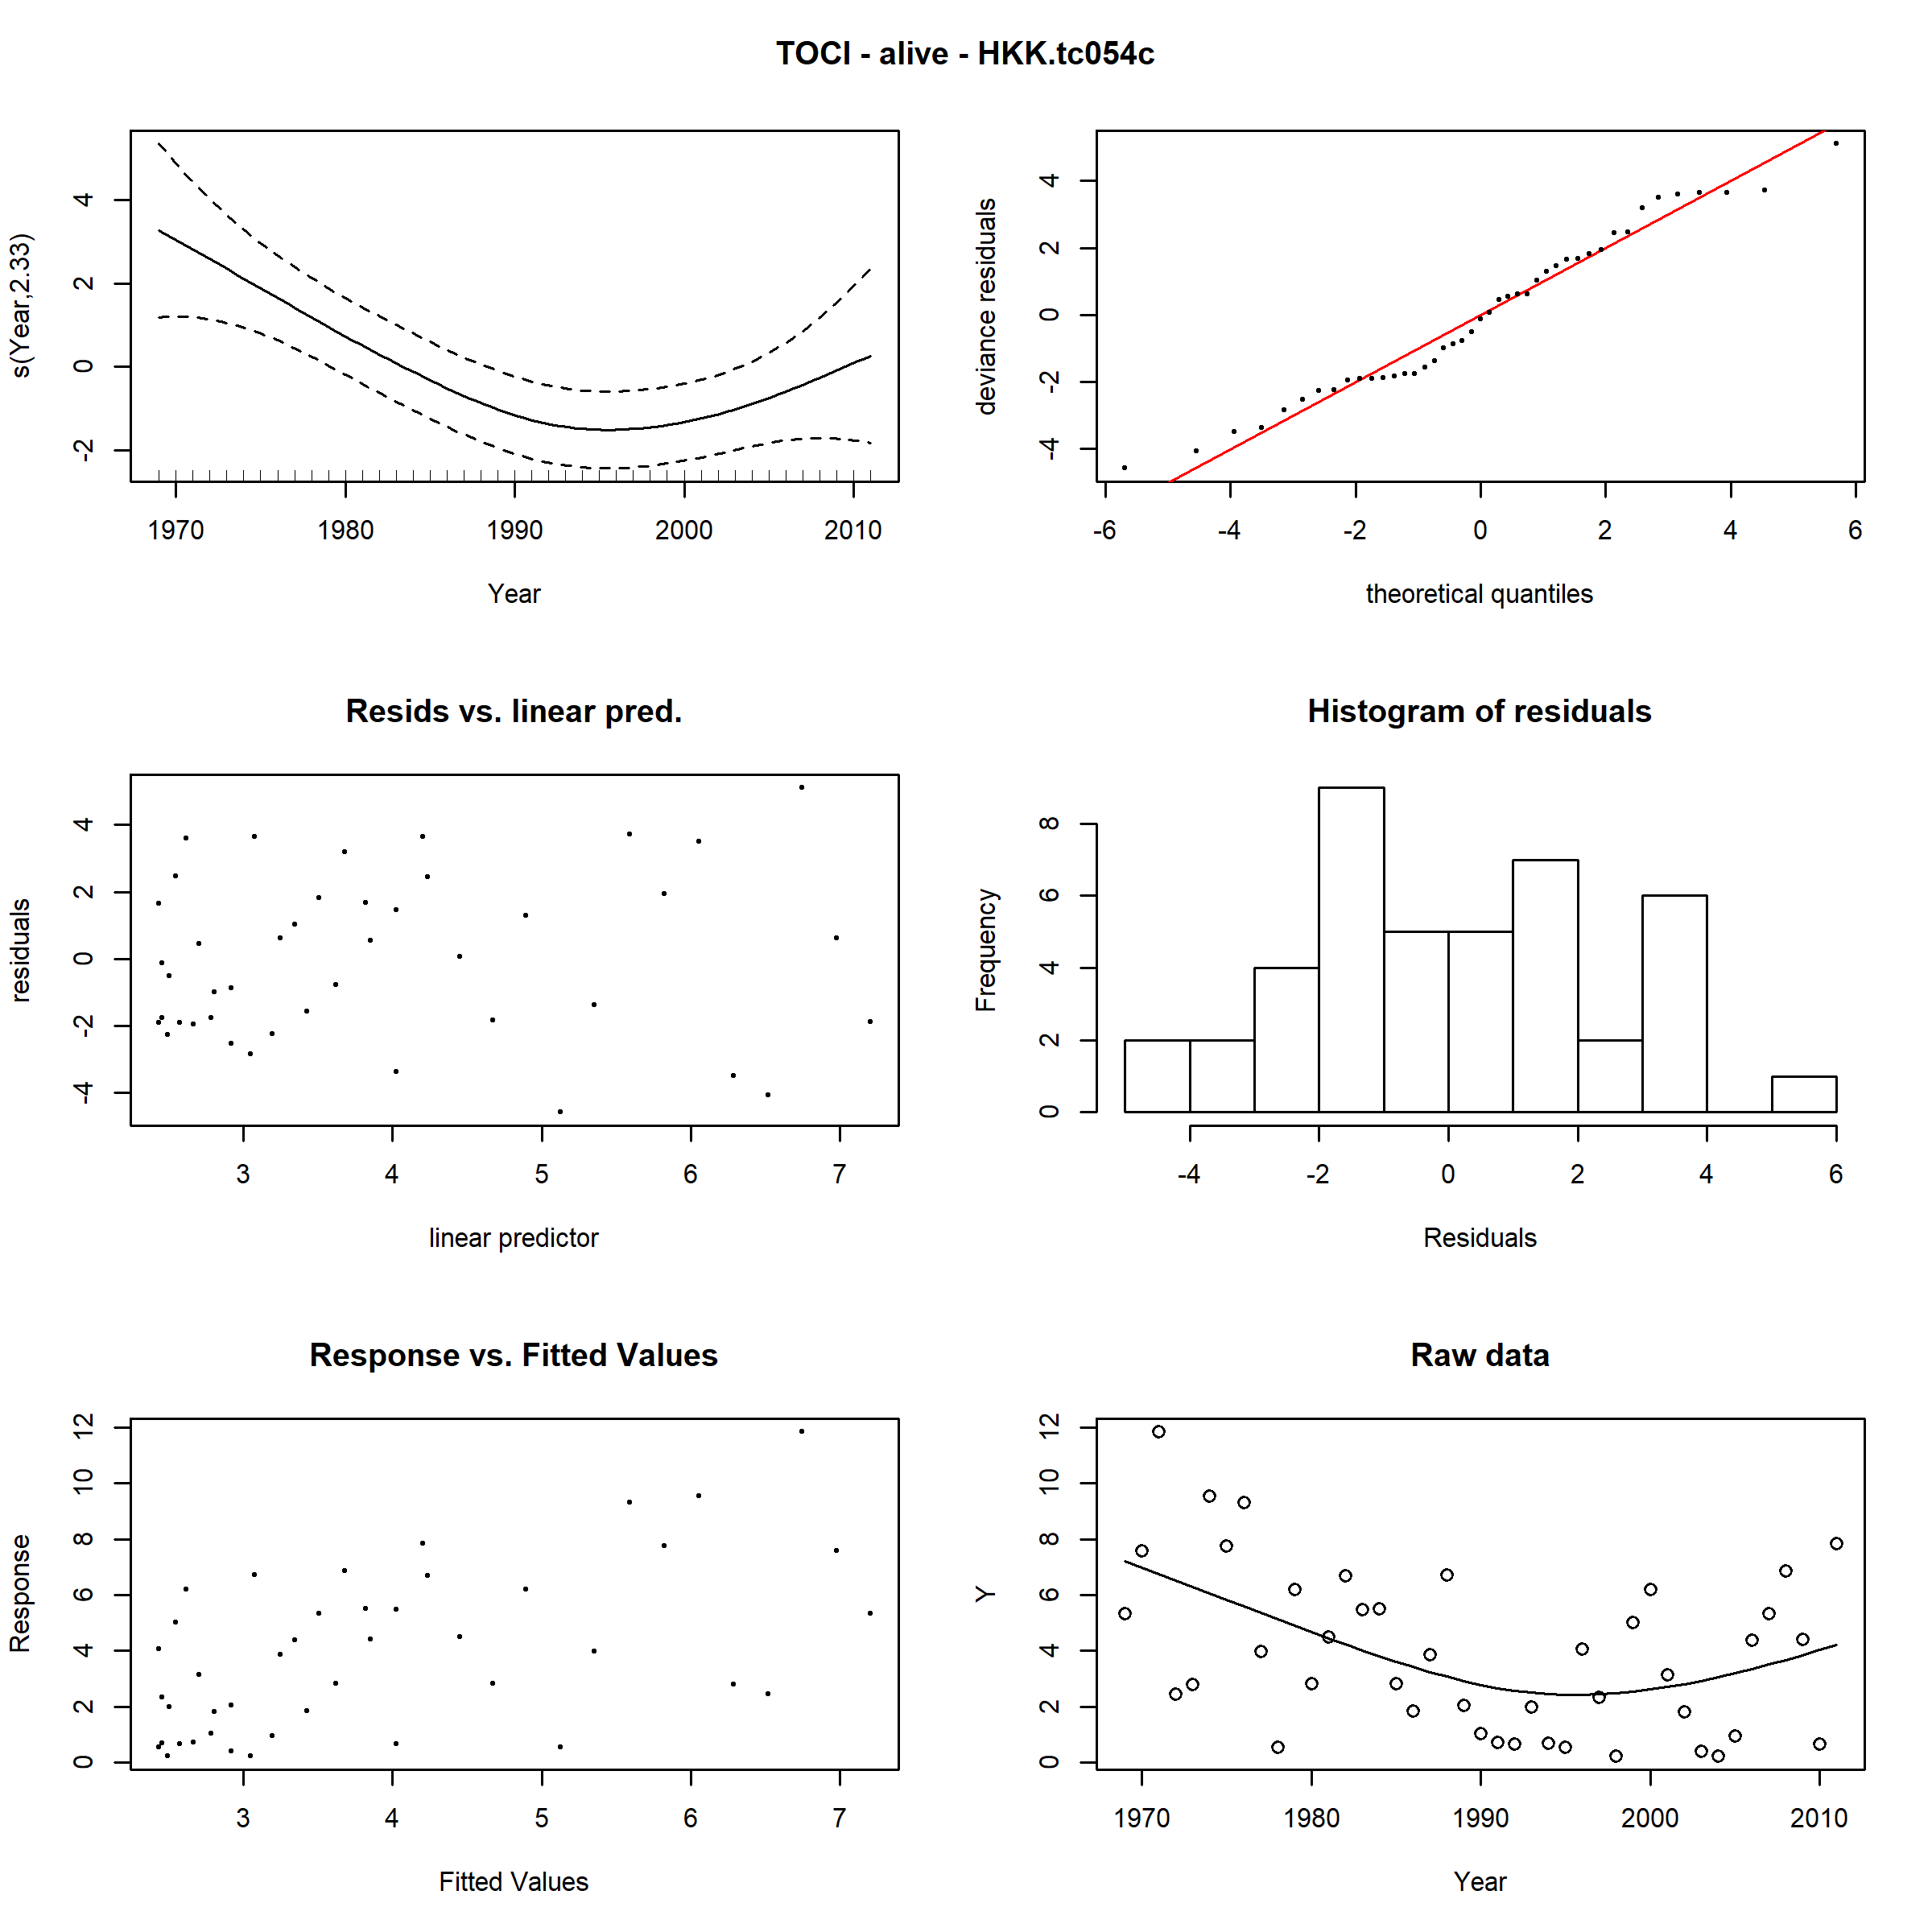 TOCI - alive - HKK.tc054c
s(Year,2.33)
-2 0 2 4
1970 1980 1990 2000 2010
Year
deviance residuals
-4 -2 0 2 4
-6 -4 -2 0 2 4 6
theoretical quantiles
Resids vs. linear pred.
residuals
-4 -2 0 2 4
3 4 5 6 7
linear predictor
Histogram of residuals
Frequency
0 2 4 6 8
-4 -2 0 2 4 6
Residuals
Response vs. Fitted Values
Response
0 2 4 6 8 10 12
3 4 5 6 7
Fitted Values
Raw data
Y
0 2 4 6 8 10 12
1970 1980 1990 2000 2010
Year